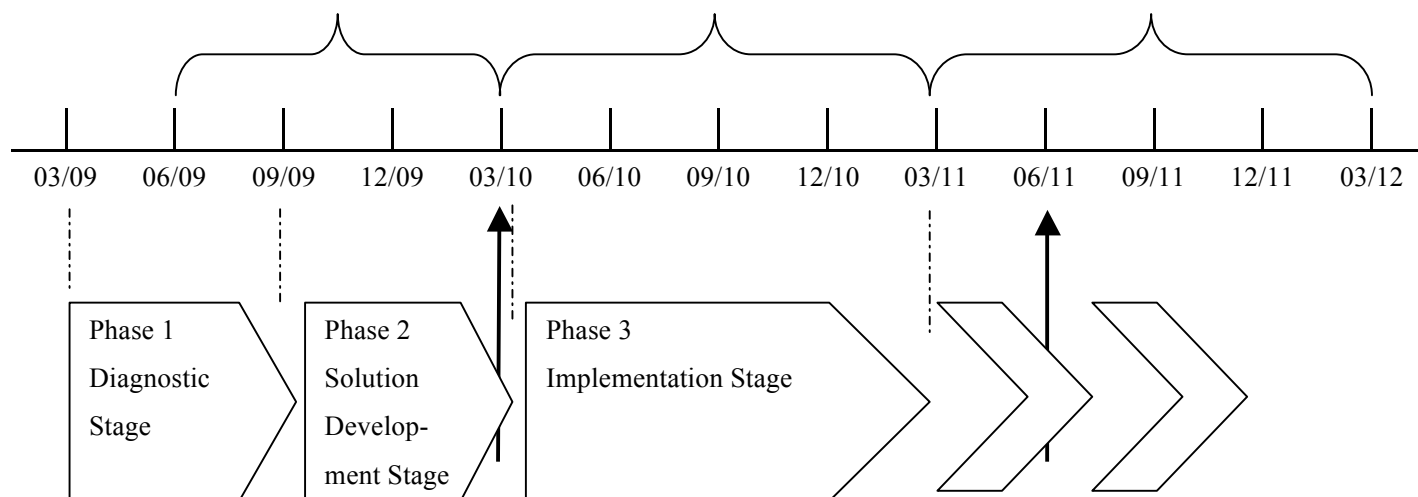 03/09 06/09 09/09 12/09 03/10 06/10 09/10 12/10 03/11 06/11 09/11 12/11 03/12
Phase 1
Diagnostic
Stage
Phase 2
Solution
Develop-
ment Stage
Phase 3
Implementation Stage